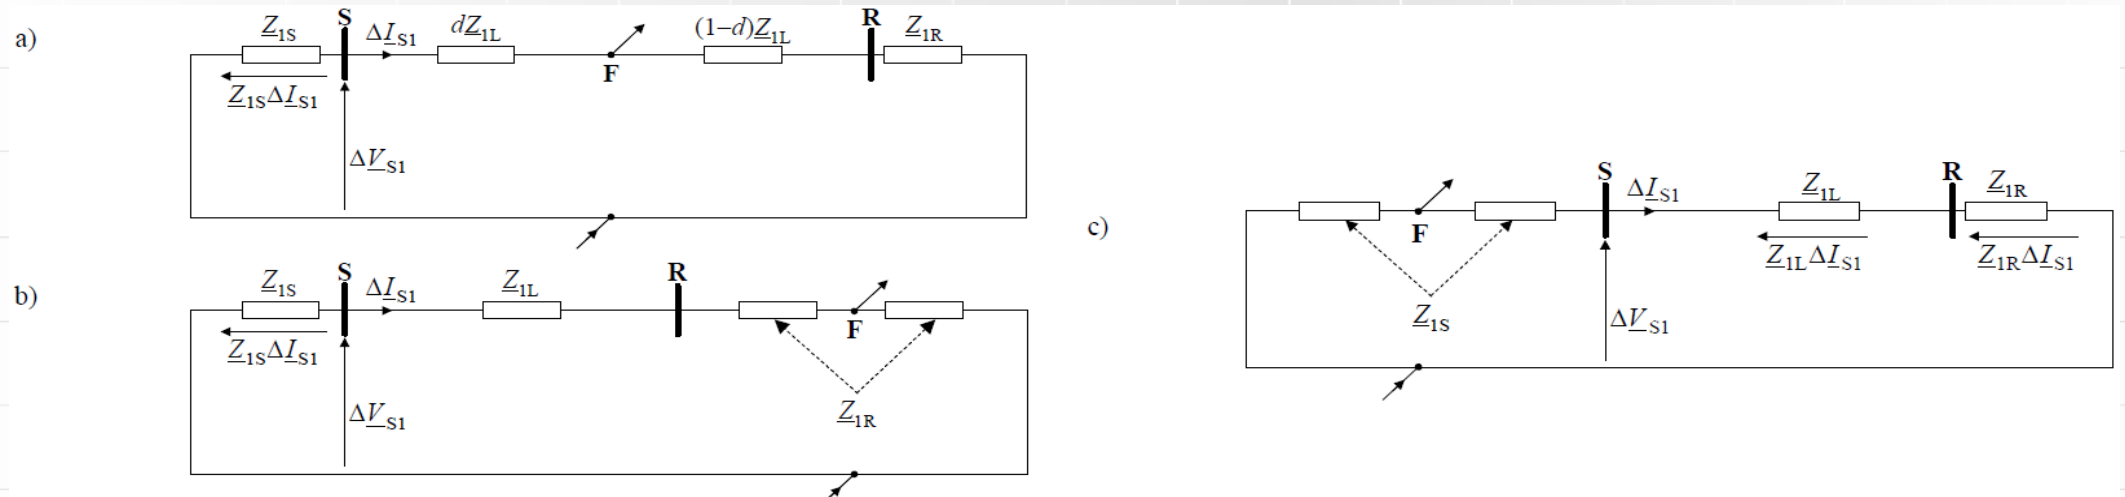 a)
Z1S
S
ΔIS1
dZ1L
F
(1–d)Z1L
R
Z1R
Z1SΔIS1
ΔVS1
b)
Z1S
S
ΔIS1
Z1L
R
F
Z1SΔIS1
ΔVS1
Z1R
c)
F
Z1S
S
ΔIS1
Z1L
R
Z1R
Z1LΔIS1
Z1RΔIS1
ΔVS1